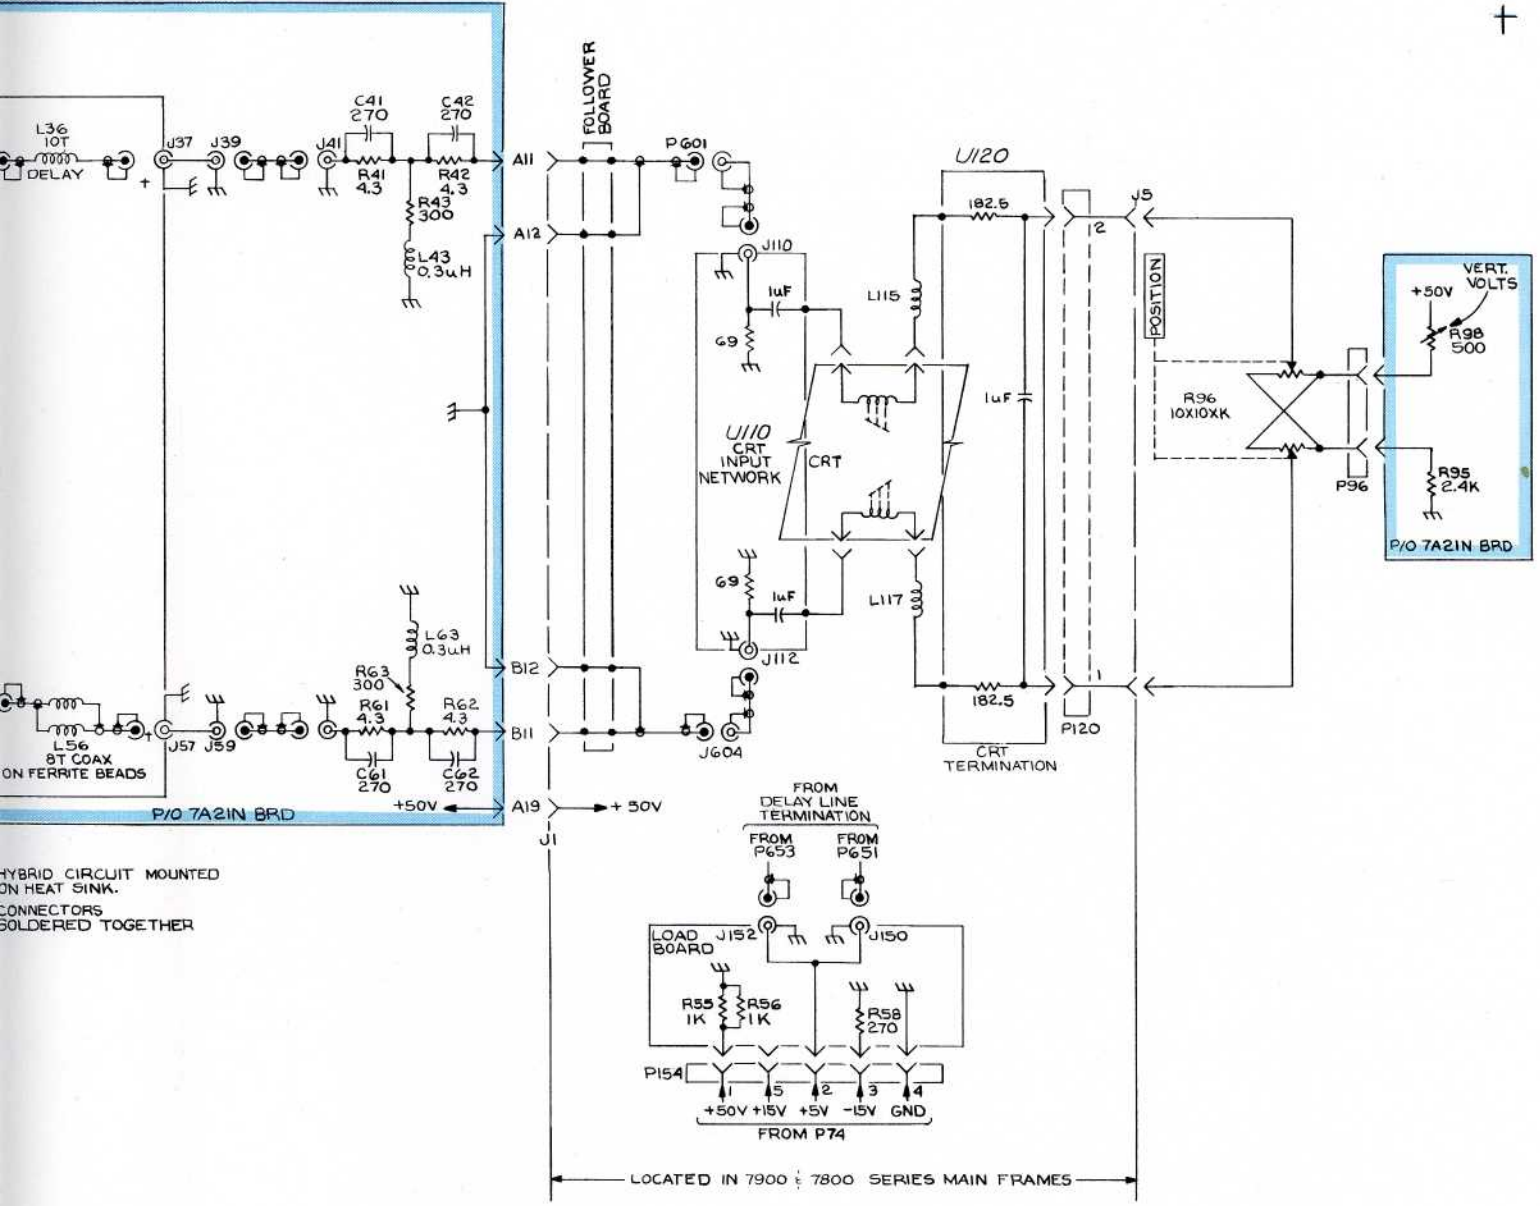 L36
10T
DELAY
J37
J39
+
J41
C41
270
R41
4.3
C42
270
R42
4.3
R43
300
L43
0.3uH
A11
A12
FOLLOWER
BOARD
P601
J110
1uF
69
U110
CRT
INPUT
NETWORK
CRT
L115
U120
182.5
1uF
2
J5
POSITION
R96
10X10XK
P96
+50V
VERT.
VOLTS
R98
500
R95
2.4K
P/O 7A21N BRD
69
1uF
J112
L117
182.5
CRT
TERMINATION
1
P120
L63
0.3uH
R63
300
R61
4.3
C61
270
R62
4.3
C62
270
B12
B11
J604
+
J57
J59
L56
8T COAX
ON FERRITE BEADS
P/O 7A21N BRD
+50V
A19
+50V
J1
HYBRID CIRCUIT MOUNTED
ON HEAT SINK.
CONNECTORS
SOLDERED TOGETHER
FROM
DELAY LINE
TERMINATION
FROM
P653
FROM
P651
LOAD
BOARD
J152
J150
R55
1K
R56
1K
R58
270
P154
1
5
2
3
4
+50V
+15V
+5V
-15V
GND
FROM P74
LOCATED IN 7900 & 7800 SERIES MAIN FRAMES